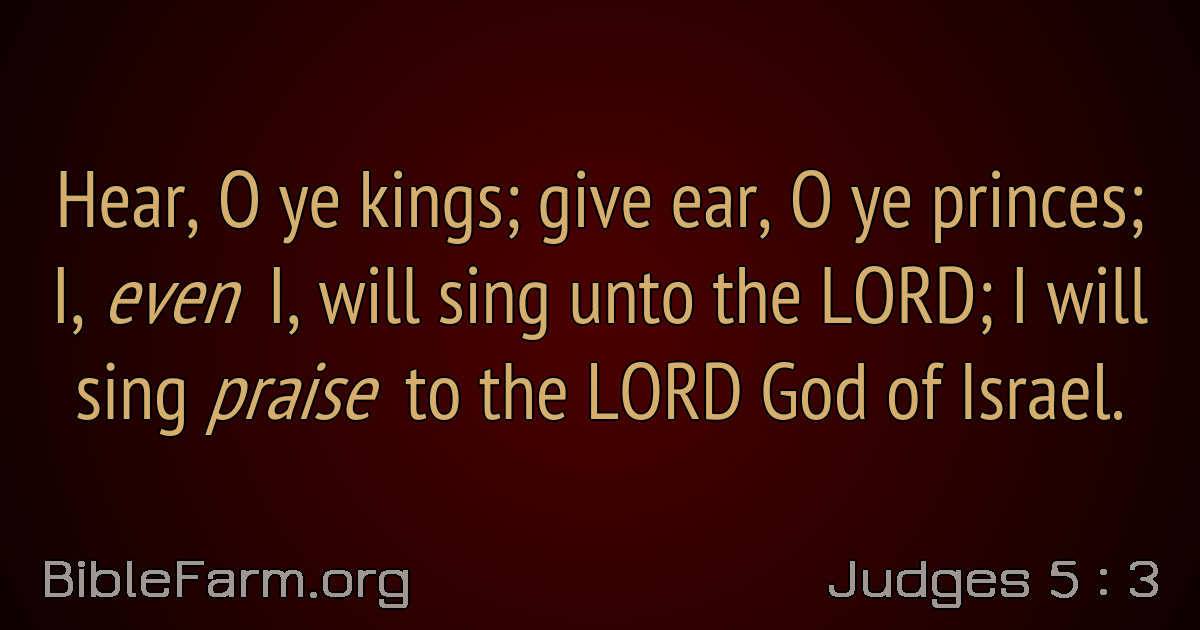 Hear, O ye kings; give ear, O ye princes;
I, even I, will sing unto the LORD; I will
sing praise to the LORD God of Israel.
BibleFarm.org
Judges 5 : 3